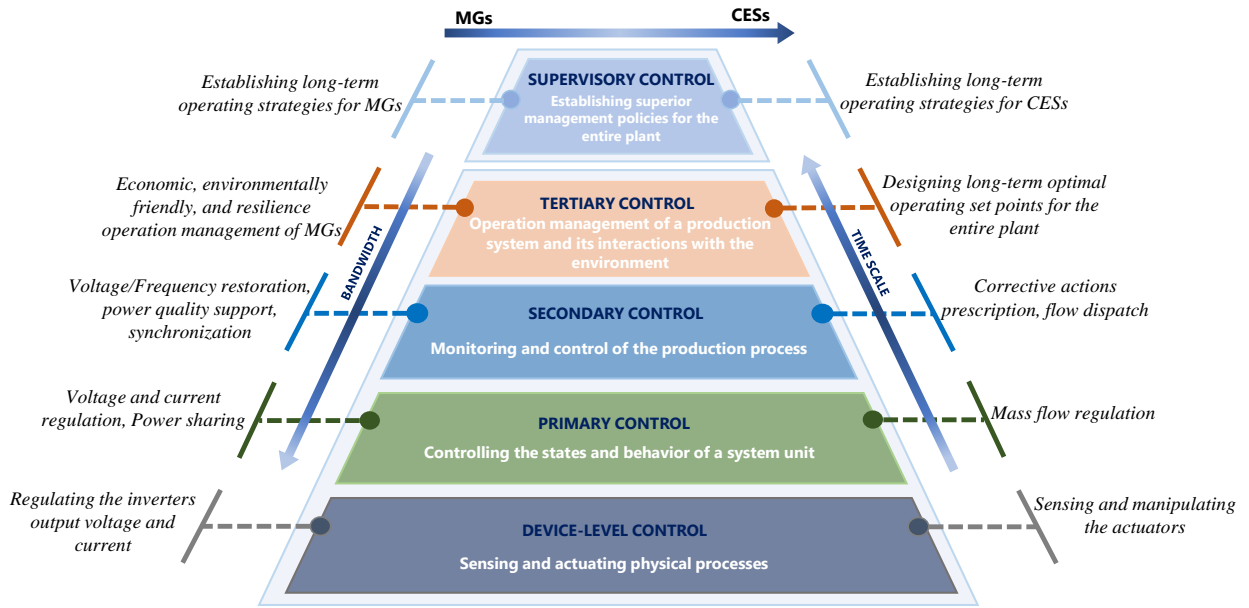 MGs
CESs
Establishing long-term
operating strategies for MGs
SUPERVISORY CONTROL
Establishing superior
management policies for the
entire plant
Establishing long-term
operating strategies for CESs
Economic, environmentally
friendly, and resilience
operation management of MGs
TERTIARY CONTROL
Operation management of a production
system and its interactions with the
environment
Designing long-term optimal
operating set points for the
entire plant
BANDWIDTH
TIME SCALE
Voltage/Frequency restoration,
power quality support,
synchronization
SECONDARY CONTROL
Monitoring and control of the production process
Corrective actions
prescription, flow dispatch
Voltage and current
regulation, Power sharing
PRIMARY CONTROL
Controlling the states and behavior of a system unit
Mass flow regulation
Regulating the inverters
output voltage and
current
DEVICE-LEVEL CONTROL
Sensing and actuating physical processes
Sensing and manipulating
the actuators